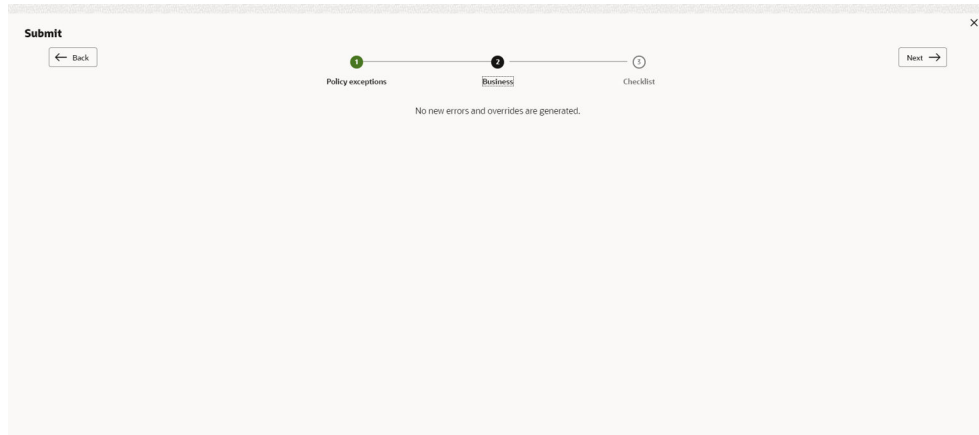 Submit
Back
Next
1
2
3
Policy exceptions
Business
Checklist
No new errors and overrides are generated.